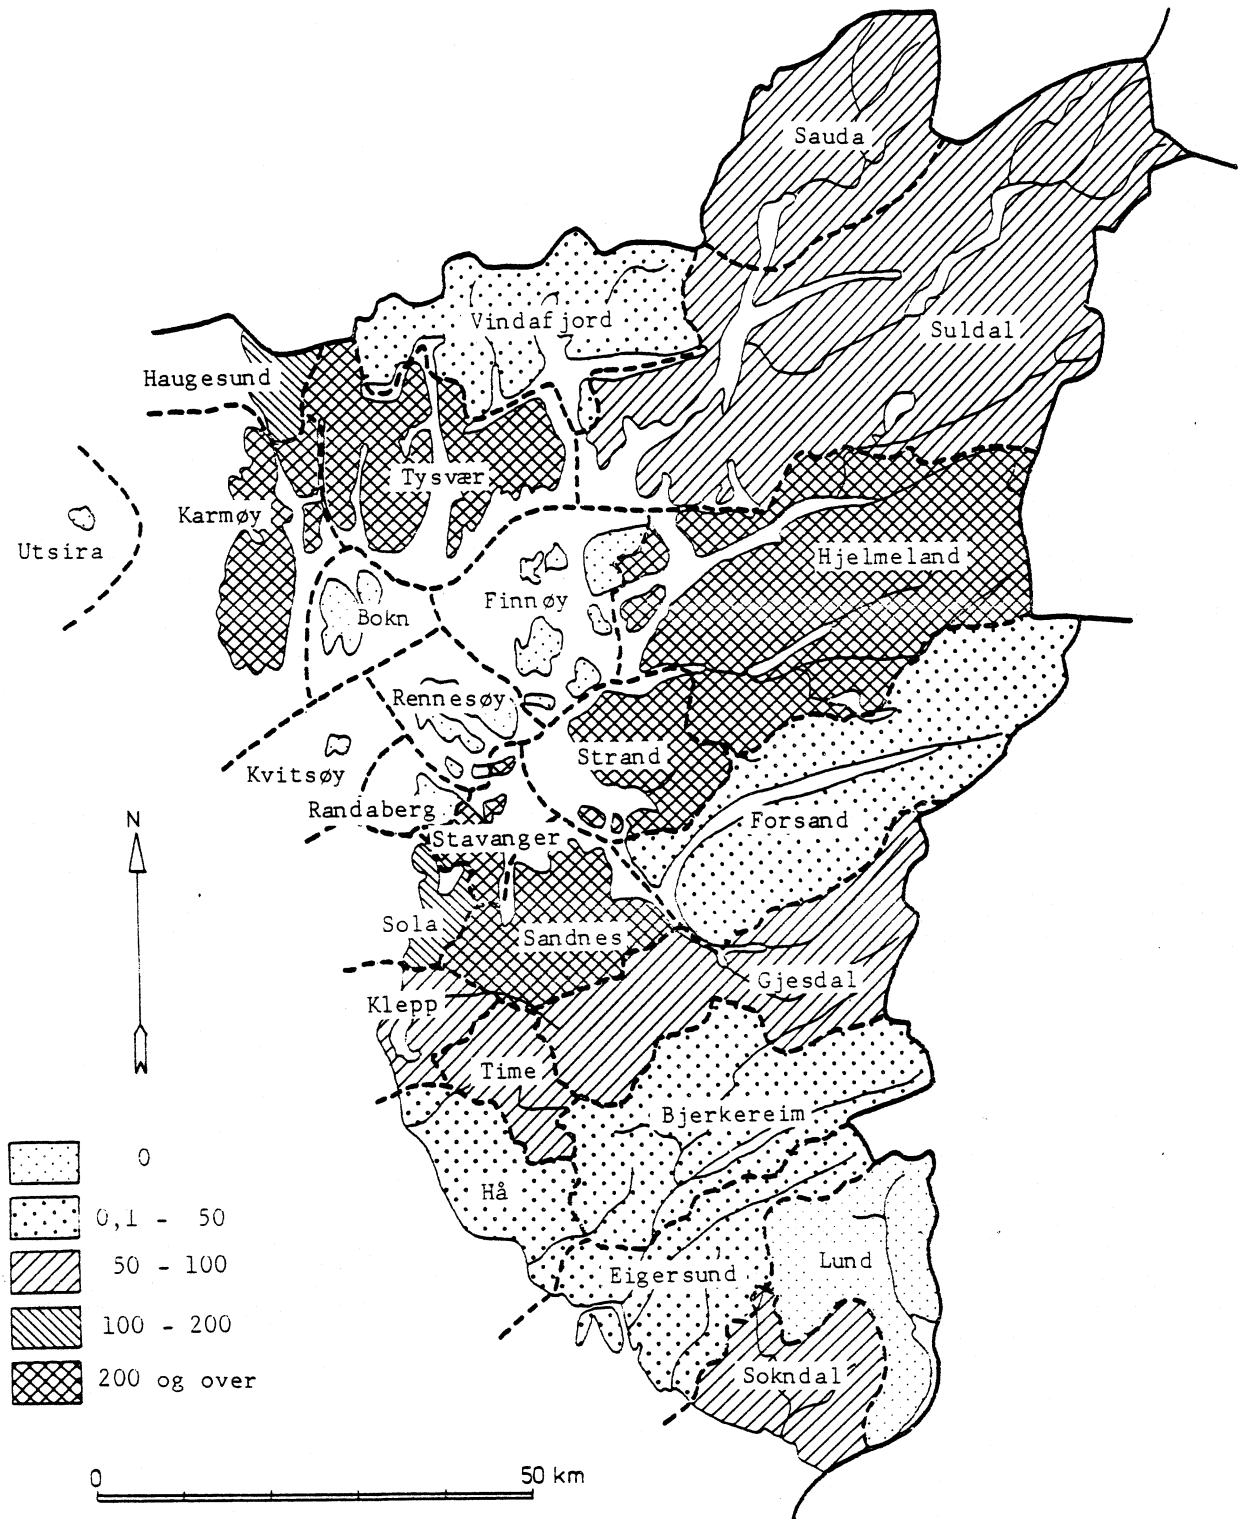 Sauda
Suldal
Vindafjord
Haugesund
Tysvær
Karmøy
Utsira
Hjelmeland
Finnøy
Bokn
Rennesøy
Strand
Kvitsøy
Randaberg
Forsand
N
Stavanger
Sola
Sandnes
Gjesdal
Klepp
Time
Bjerkereim
Hå
Lund
Eigersund
Sokndal
0
0,1 - 50
50 - 100
100 - 200
200 og over
0 50 km